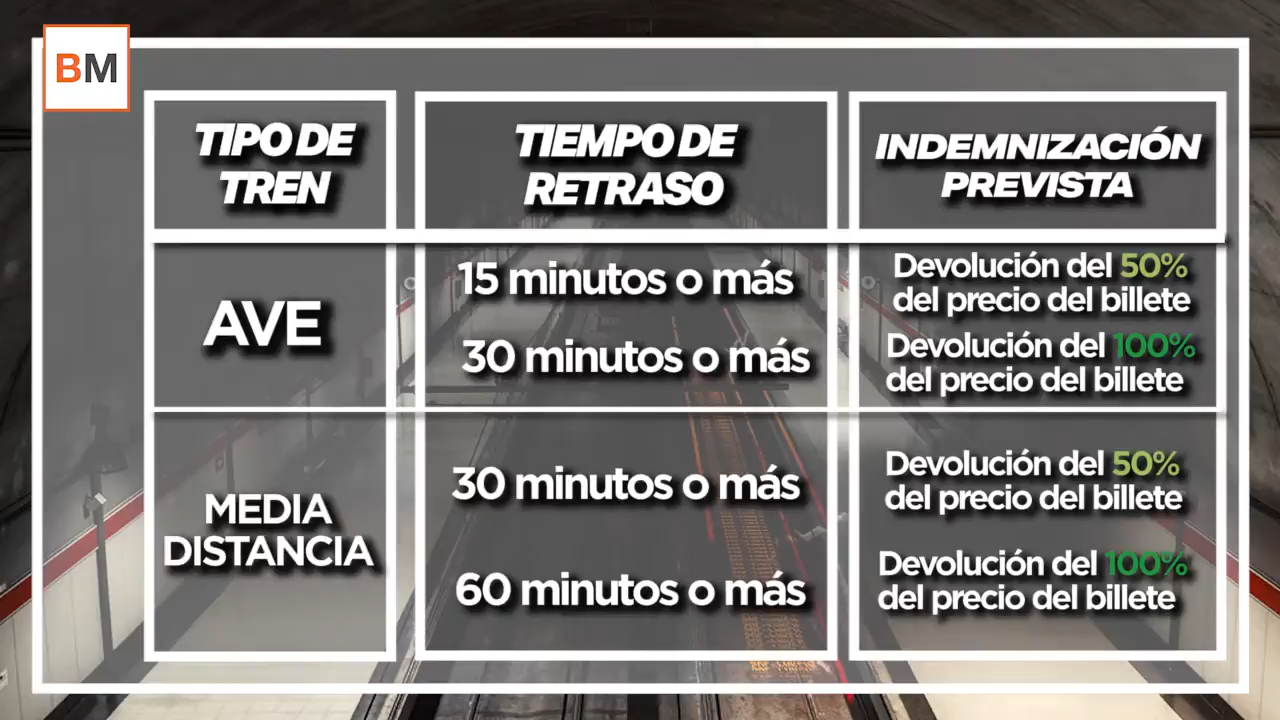 BM
TIPO DE
TREN
TIEMPO DE
RETRASO
INDEMNIZACIÓN
PREVISTA
AVE
15 minutos o más
Devolución del 50%
del precio del billete
30 minutos o más
Devolución del 100%
del precio del billete
MEDIA
DISTANCIA
30 minutos o más
Devolución del 50%
del precio del billete
60 minutos o más
Devolución del 100%
del precio del billete